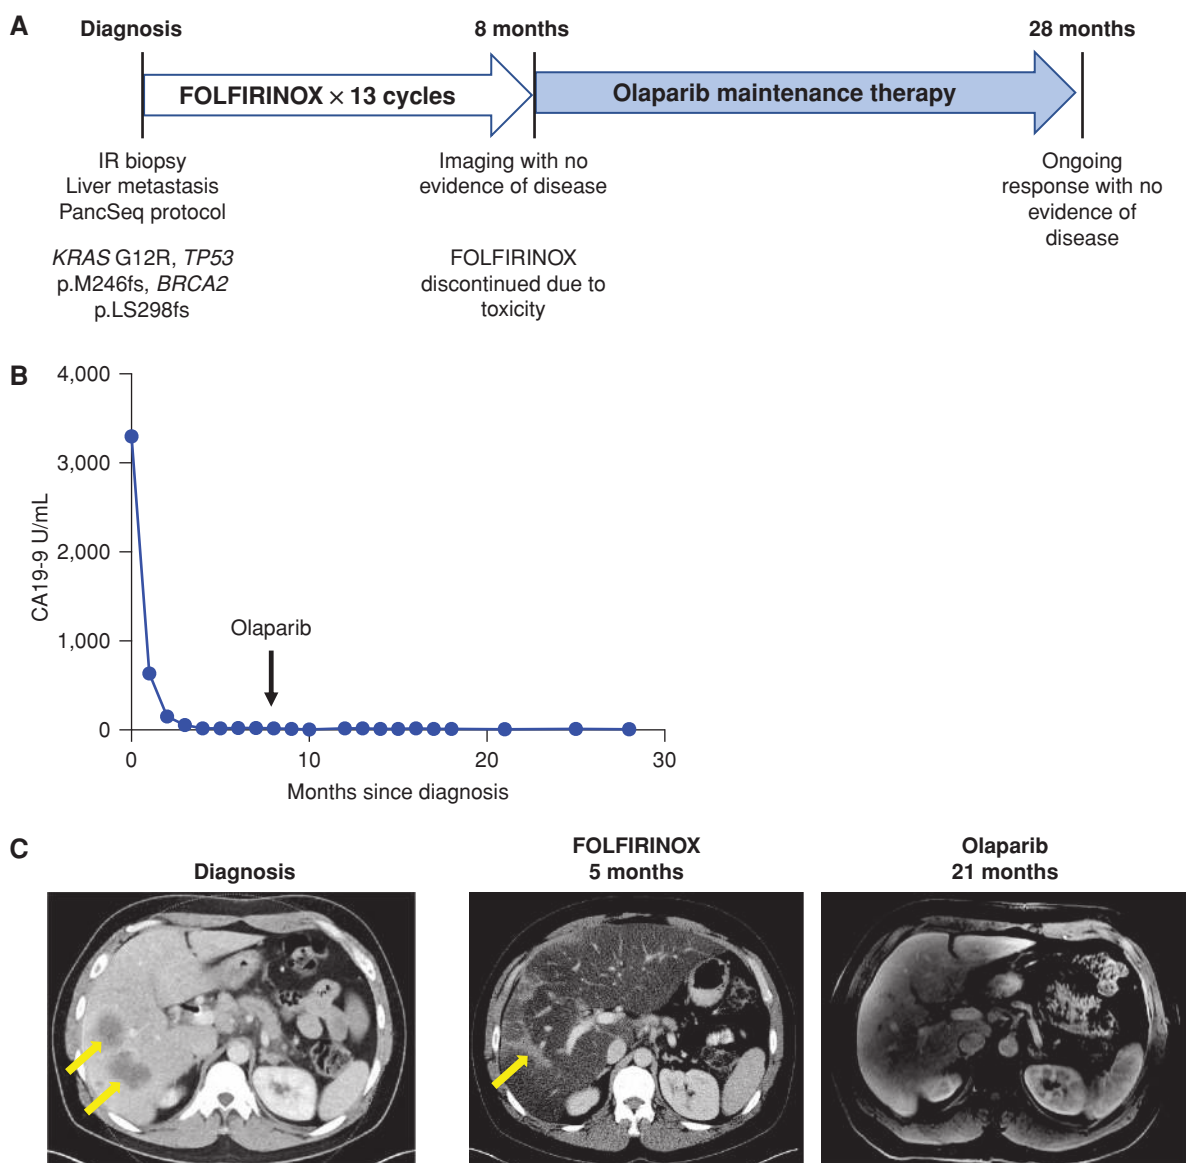 A
Diagnosis
8 months
28 months
FOLFIRINOX × 13 cycles
Olaparib maintenance therapy
IR biopsy
Liver metastasis
PancSeq protocol
KRAS G12R, TP53
p.M246fs, BRCA2
p.LS298fs
Imaging with no
evidence of disease
FOLFIRINOX
discontinued due to
toxicity
Ongoing
response with no
evidence of
disease
B
4,000
3,000
2,000
1,000
0
CA19-9 U/mL
Olaparib
0
10
20
30
Months since diagnosis
C
Diagnosis
FOLFIRINOX
5 months
Olaparib
21 months